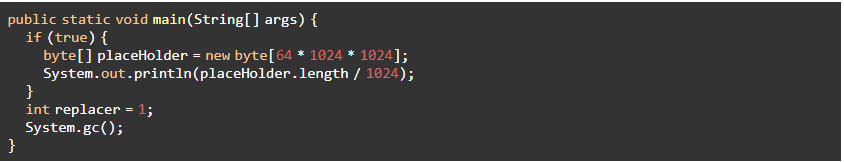 public static void main(String[] args) {
  if (true) {
    byte[] placeHolder = new byte[64 * 1024 * 1024];
    System.out.println(placeHolder.length / 1024);
  }
  int replacer = 1;
  System.gc();
}